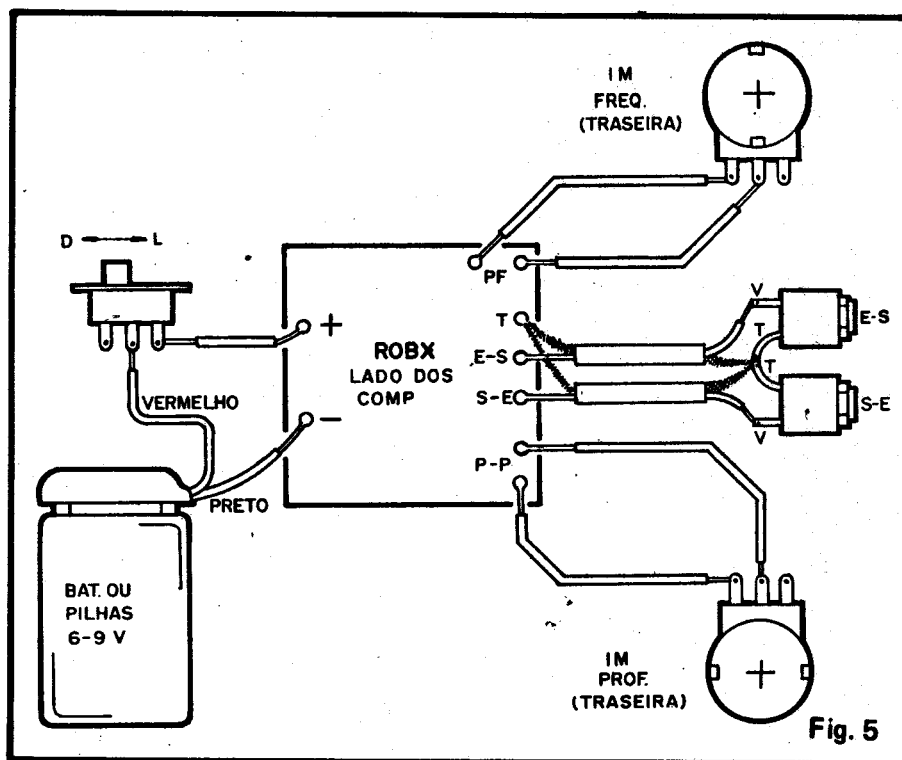 1M
FREQ.
(TRASEIRA)
D L
PF
+
T
V
E-S
T
ROBX
E-S
LADO DOS
COMP
T
S-E
S-E
V
VERMELHO
-
P-P
PRETO
BAT. OU
PILHAS
6-9 V
1M
PROF.
(TRASEIRA)
Fig. 5